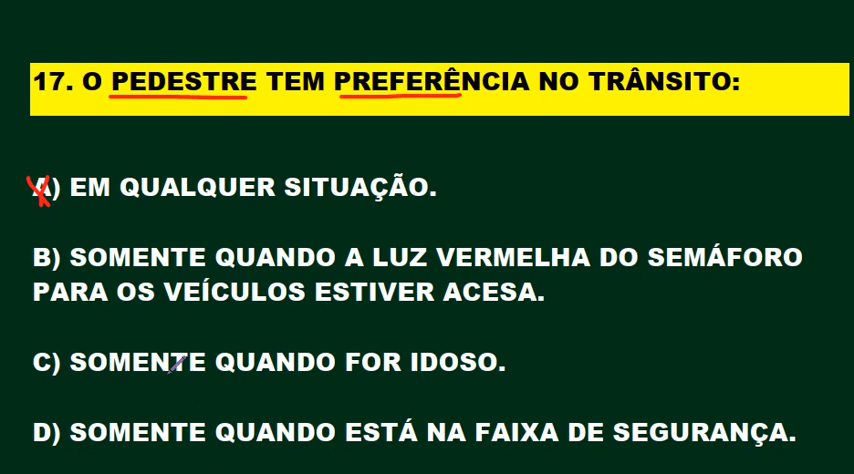 17. O PEDESTRE TEM PREFERÊNCIA NO TRÂNSITO:
A) EM QUALQUER SITUAÇÃO.
B) SOMENTE QUANDO A LUZ VERMELHA DO SEMÁFORO
PARA OS VEÍCULOS ESTIVER ACESA.
C) SOMENTE QUANDO FOR IDOSO.
D) SOMENTE QUANDO ESTÁ NA FAIXA DE SEGURANÇA.